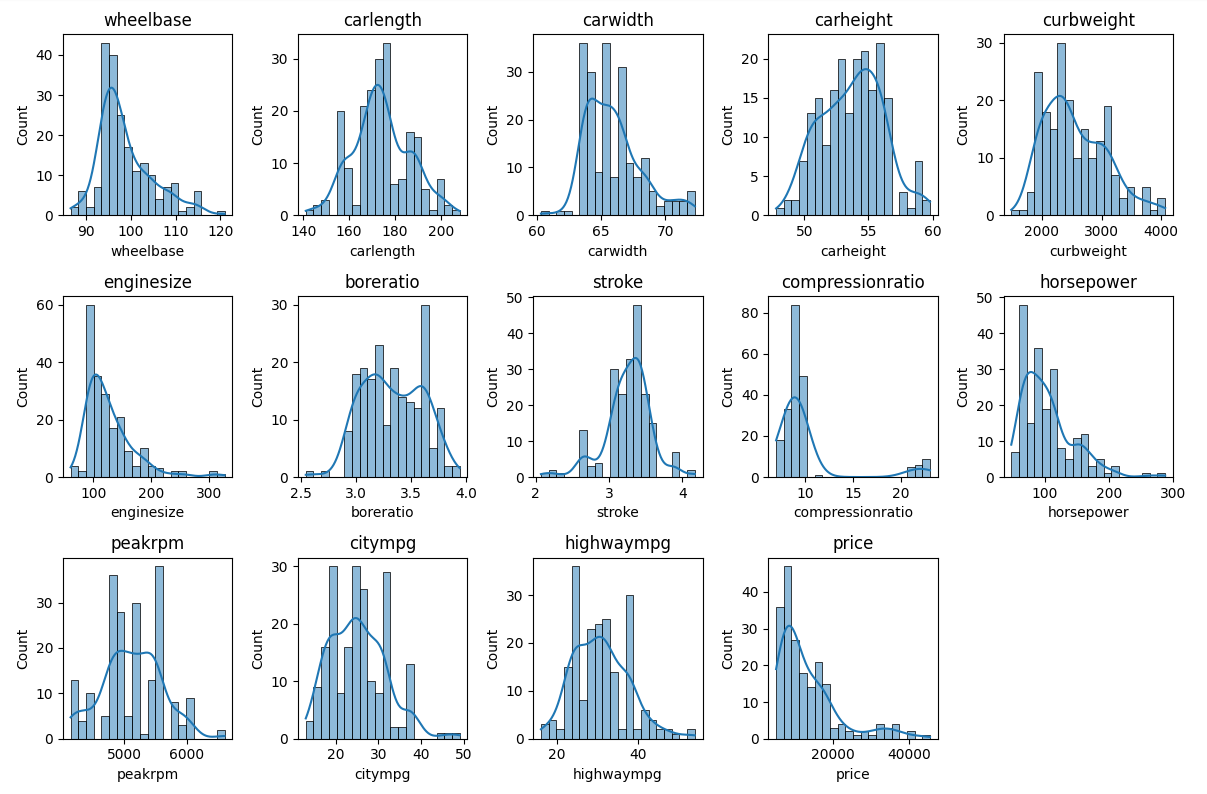 wheelbase carlength carwidth carheight curbweight
40 30 20 10 0
30 20 10 0
30 20 10 0
20 15 10 5 0
30 20 10 0
Count Count Count Count Count
90 100 110 120 140 160 180 200 60 65 70 50 55 60 2000 3000 4000
wheelbase carlength carwidth carheight curbweight
enginesize boreratio stroke compressionratio horsepower
60 40 20 0
30 20 10 0
50 40 30 20 10 0
80 60 40 20 0
50 40 30 20 10 0
Count Count Count Count Count
100 200 300 2.5 3.0 3.5 4.0 2 3 4 10 15 20 100 200 300
enginesize boreratio stroke compressionratio horsepower
peakrpm citympg highwaympg price
30 20 10 0
30 20 10 0
30 20 10 0
40 30 20 10 0
Count Count Count Count
5000 6000 20 30 40 50 20 40 20000 40000
peakrpm citympg highwaympg price